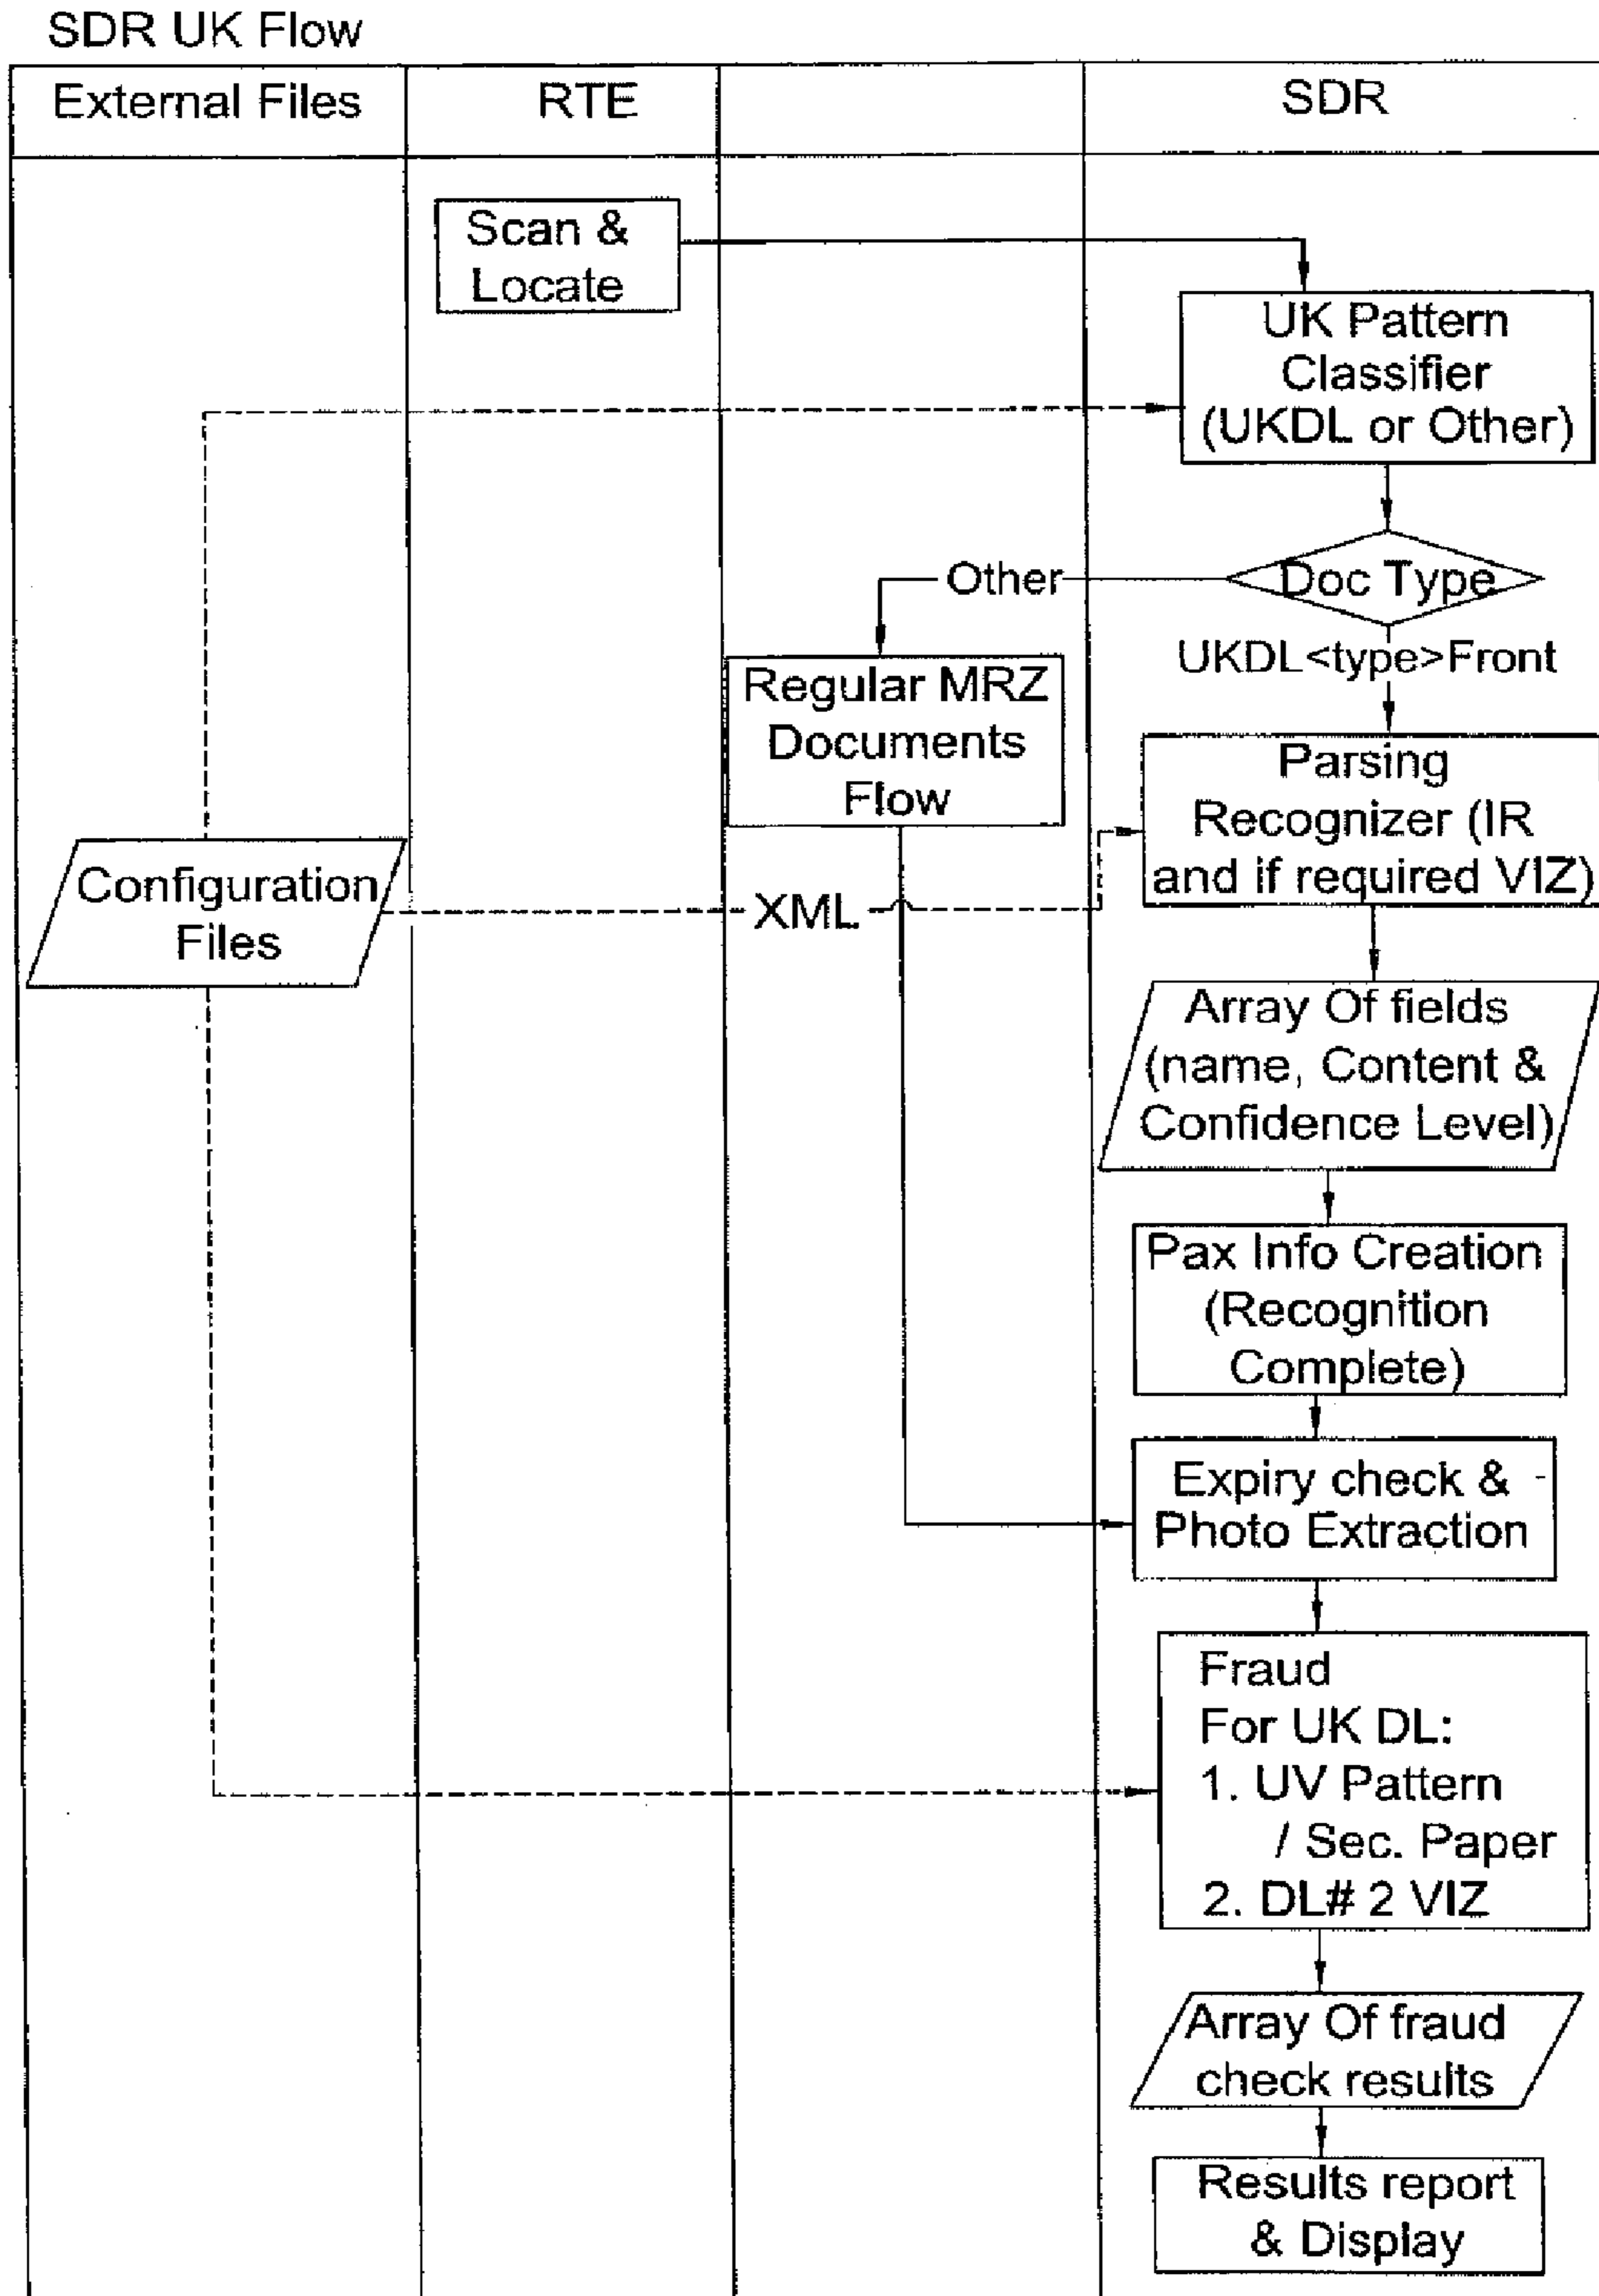 SDR UK Flow
External Files
RTE
SDR
Scan &
Locate
UK Pattern
Classifier
(UKDL or Other)
Doc Type
Other
UKDL<type>Front
Regular MRZ
Documents
Flow
Parsing
Recognizer (IR
and if required VIZ)
Configuration
Files
XML
Array Of fields
(name, Content &
Confidence Level)
Pax Info Creation
(Recognition
Complete)
Expiry check &
Photo Extraction
Fraud
For UK DL:
1. UV Pattern
/ Sec. Paper
2. DL# 2 VIZ
Array Of fraud
check results
Results report
& Display